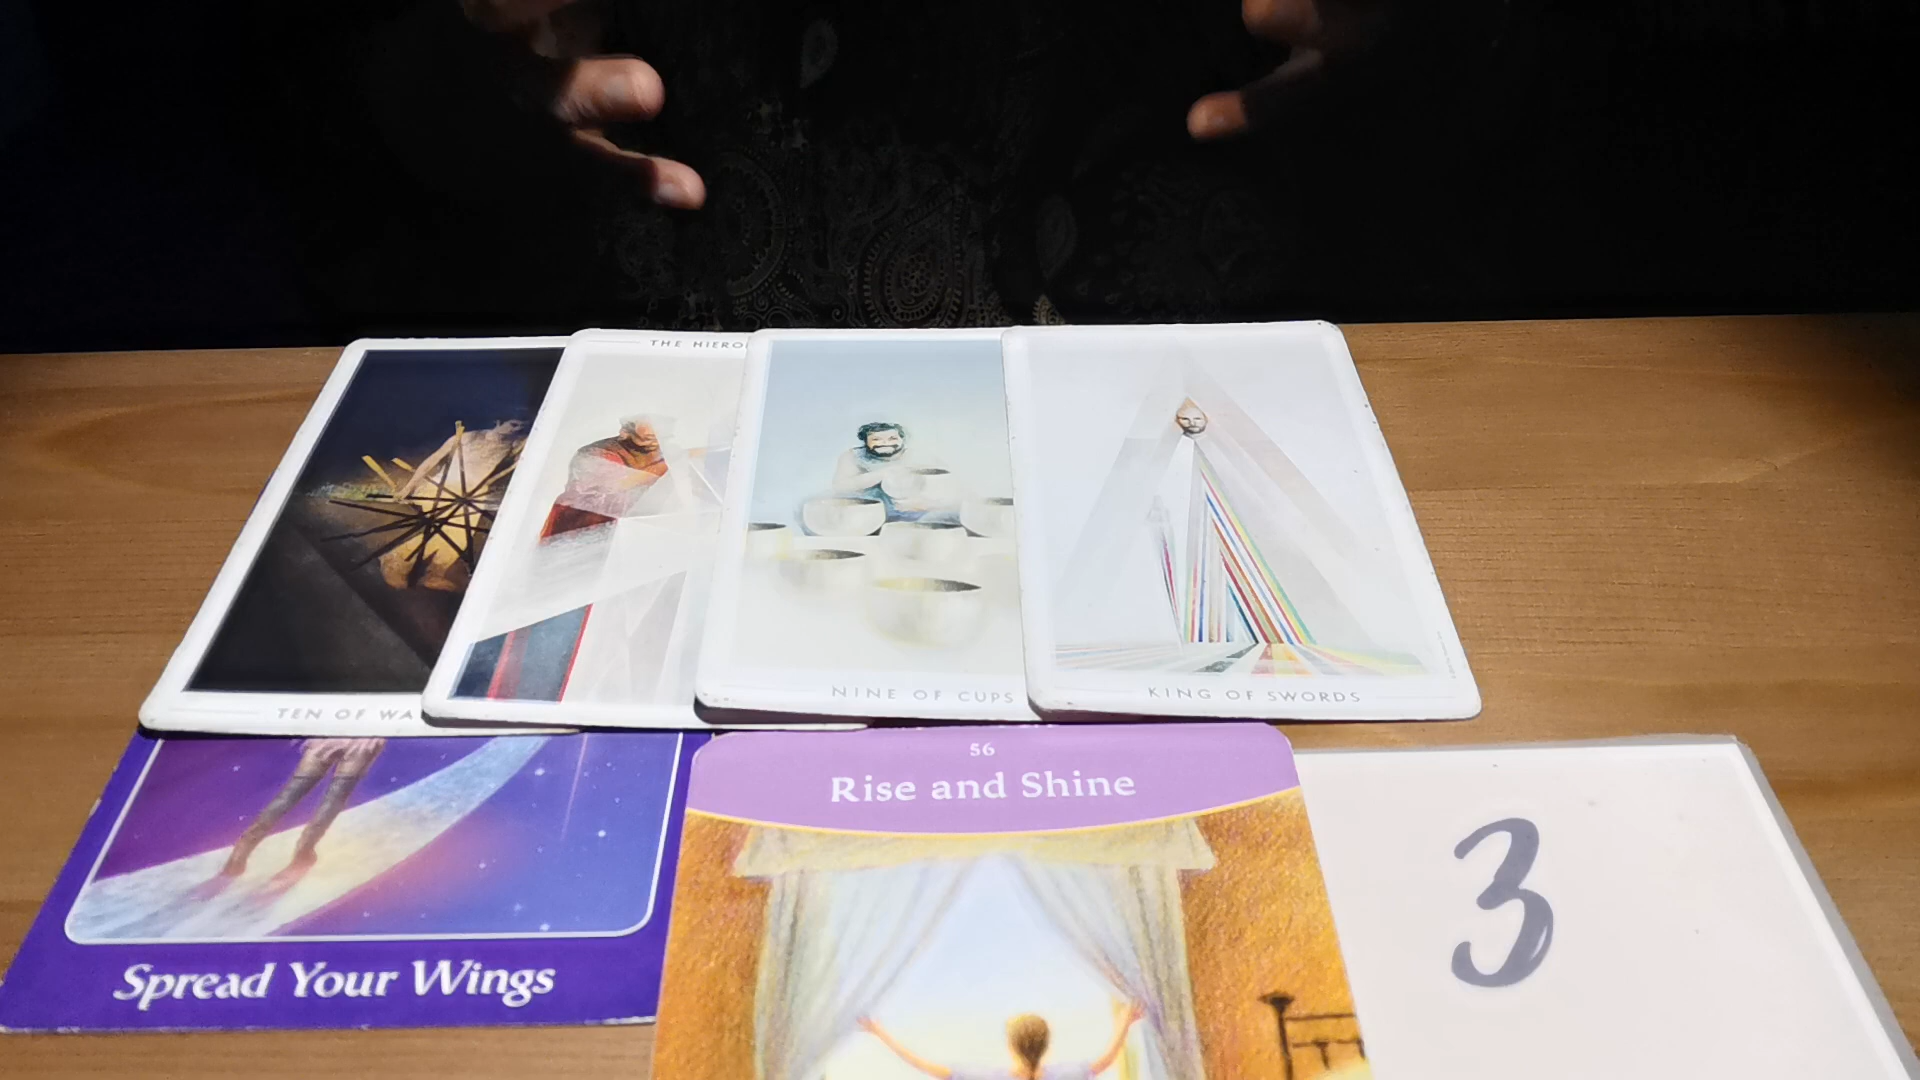 THE HIERO
TEN OF WA
NINE OF CUPS
KING OF SWORDS
56
Rise and Shine
3
Spread Your Wings